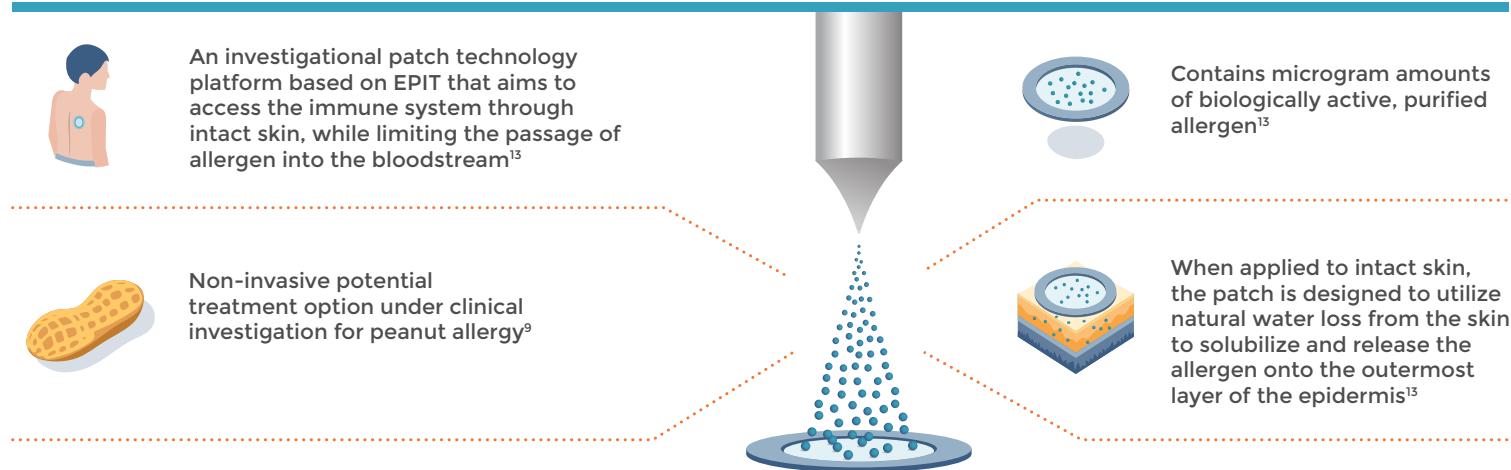 An investigational patch technology
platform based on EPIT that aims to
access the immune system through
intact skin, while limiting the passage of
allergen into the bloodstream¹³
Non-invasive potential
treatment option under clinical
investigation for peanut allergy⁹
Contains microgram amounts
of biologically active, purified
allergen¹³
When applied to intact skin,
the patch is designed to utilize
natural water loss from the skin
to solubilize and release the
allergen onto the outermost
layer of the epidermis¹³